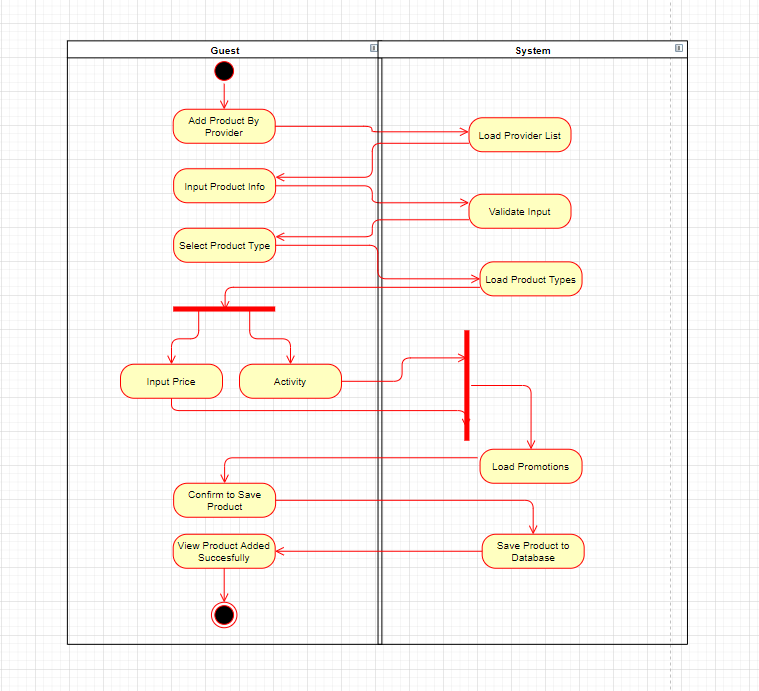 Guest
System
Add Product By
Provider
Load Provider List
Input Product Info
Validate Input
Select Product Type
Load Product Types
Input Price
Activity
Load Promotions
Confirm to Save
Product
View Product Added
Succesfully
Save Product to
Database